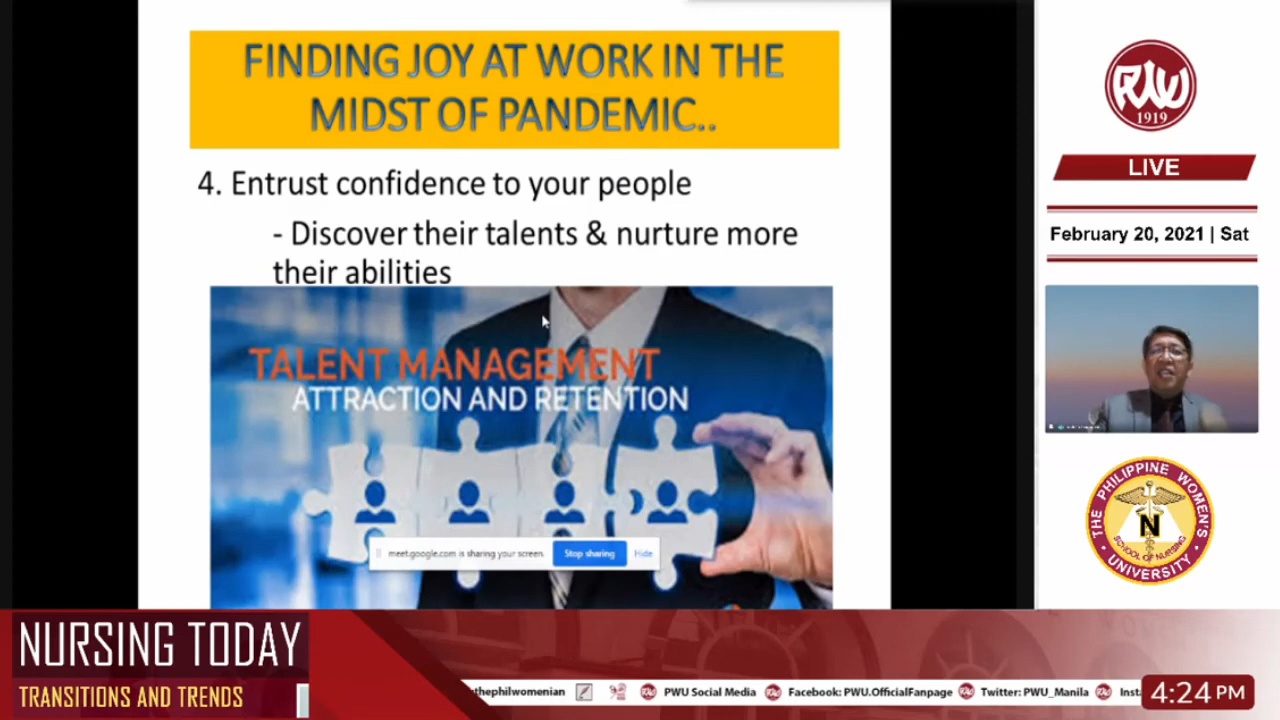 FINDING JOY AT WORK IN THE
MIDST OF PANDEMIC..
4. Entrust confidence to your people
- Discover their talents & nurture more
their abilities
TALENT MANAGEMENT
ATTRACTION AND RETENTION
meet.google.com is sharing your screen.
Stop sharing
Hide
PWU
1919
LIVE
February 20, 2021 | Sat
THE PHILIPPINE WOMEN'S
UNIVERSITY
SCHOOL OF NURSING
N
NURSING TODAY
TRANSITIONS AND TRENDS
thephilwomenian
PWU Social Media
Facebook: PWU.OfficialFanpage
Twitter: PWU_Manila
Inst
4:24 PM